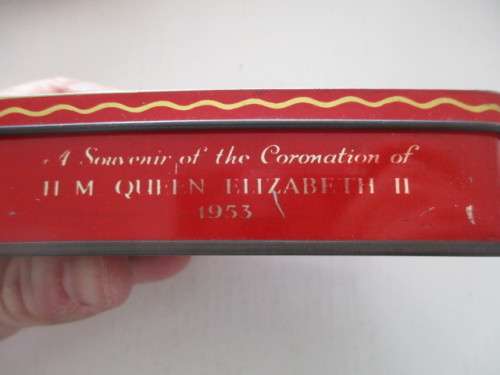 A Souvenir of the Coronation of
H M QUEEN ELIZABETH II
1953